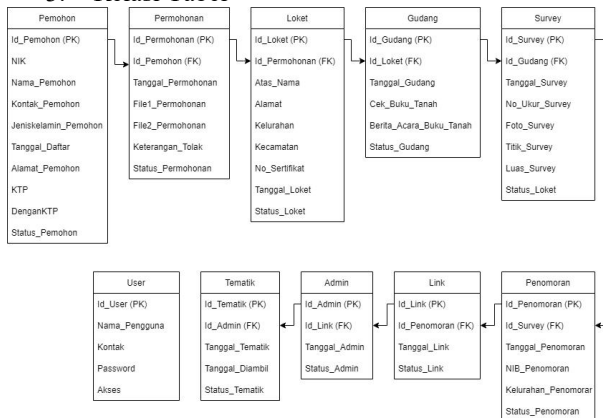 Pemohon
Id_Pemohon (PK)
NIK
Nama_Pemohon
Kontak_Pemohon
Jeniskelamin_Pemohon
Tanggal_Daftar
Alamat_Pemohon
KTP
DenganKTP
Status_Pemohon
Permohonan
Id_Permohonan (PK)
Id_Pemohon (FK)
Tanggal_Permohonan
File1_Permohonan
File2_Permohonan
Keterangan_Tolak
Status_Permohonan
Loket
Id_Loket (PK)
Id_Permohonan (FK)
Atas_Nama
Alamat
Kelurahan
Kecamatan
No_Sertifikat
Tanggal_Loket
Status_Loket
Gudang
Id_Gudang (PK)
Id_Loket (FK)
Tanggal_Gudang
Cek_Buku_Tanah
Berita_Acara_Buku_Tanah
Status_Gudang
Survey
Id_Survey (PK)
Id_Gudang (FK)
Tanggal_Survey
No_Ukur_Survey
Foto_Survey
Titik_Survey
Luas_Survey
Status_Loket
User
Id_User (PK)
Nama_Pengguna
Kontak
Password
Akses
Tematik
Id_Tematik (PK)
Id_Admin (FK)
Tanggal_Tematik
Tanggal_Diambil
Status_Tematik
Admin
Id_Admin (PK)
Id_Link (FK)
Tanggal_Admin
Status_Admin
Link
Id_Link (PK)
Id_Penomoran (FK)
Tanggal_Link
Status_Link
Penomoran
Id_Penomoran (PK)
Id_Survey (FK)
Tanggal_Penomoran
NIB_Penomoran
Kelurahan_Penomoran
Status_Penomoran